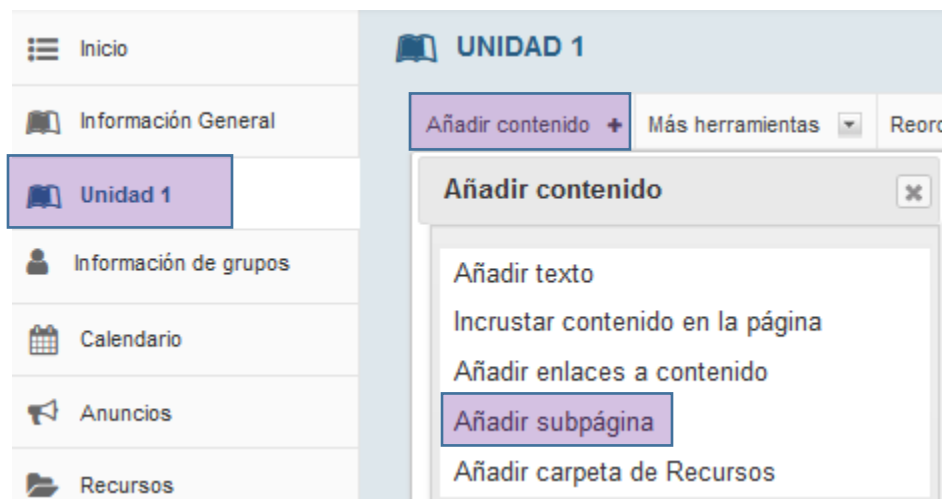 Inicio
Información General
Unidad 1
Información de grupos
Calendario
Anuncios
Recursos
UNIDAD 1
Añadir contenido +
Más herramientas
Añadir contenido
Añadir texto
Incrustar contenido en la página
Añadir enlaces a contenido
Añadir subpágina
Añadir carpeta de Recursos